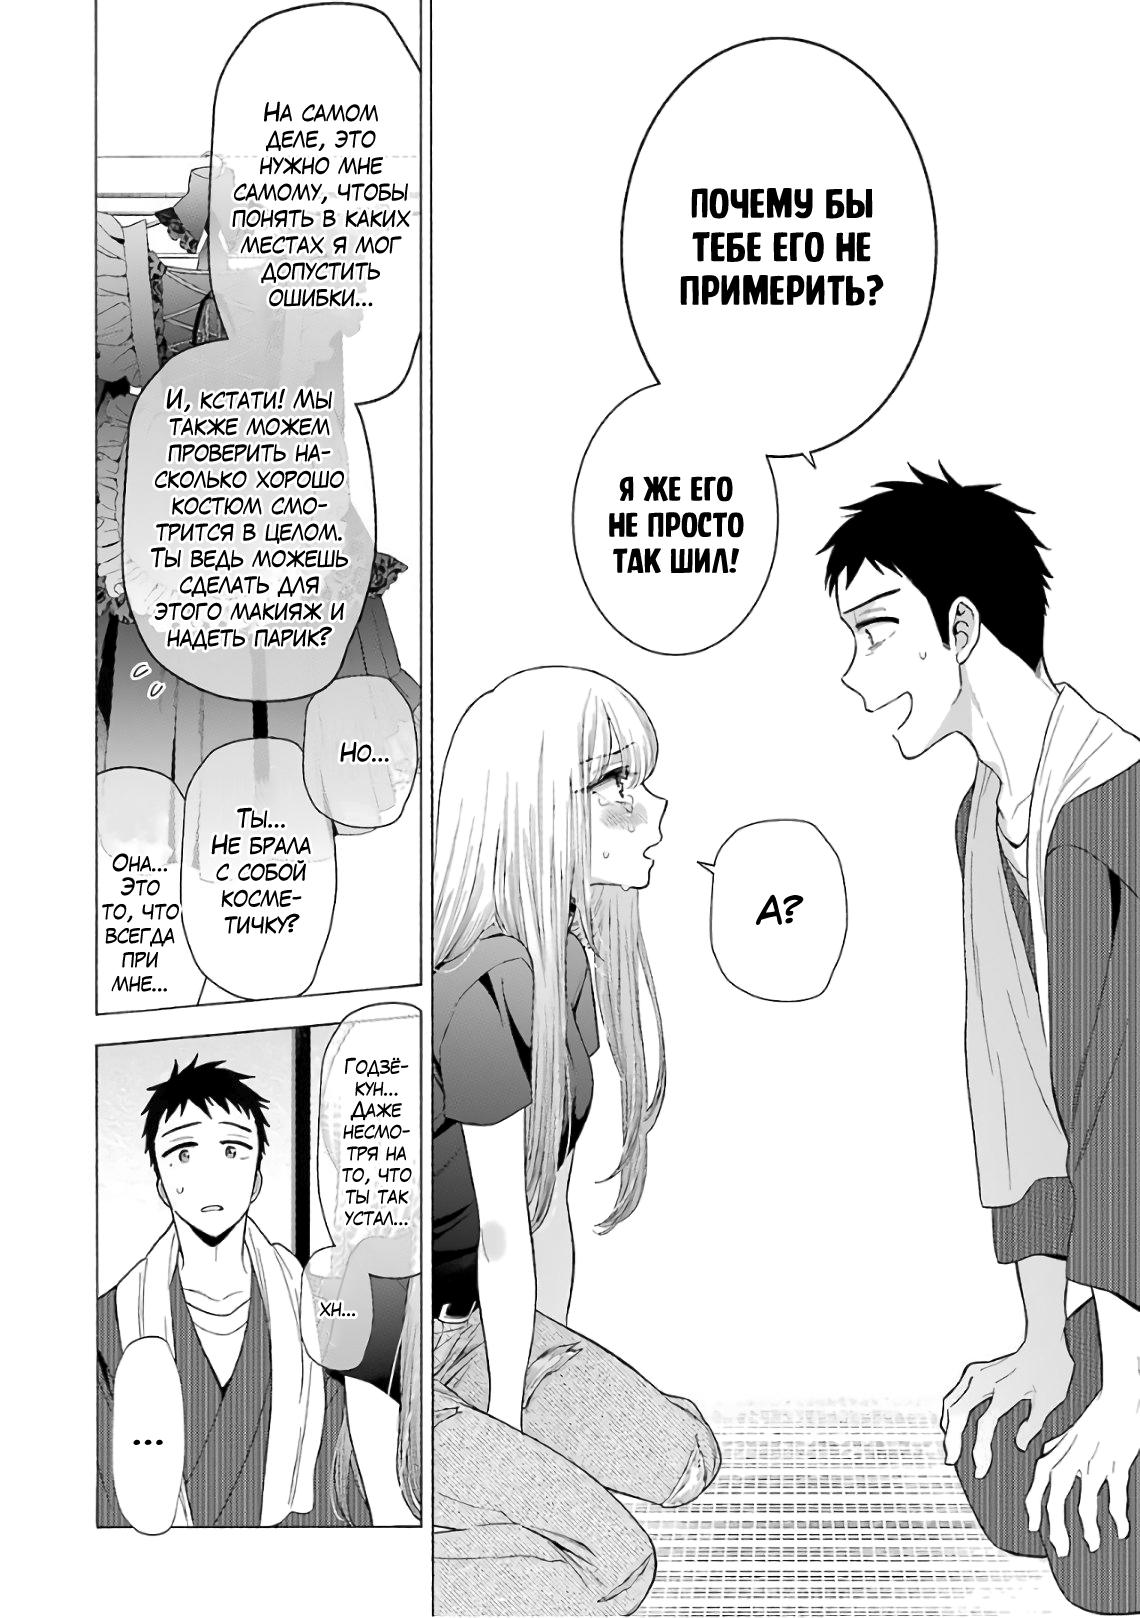 ПОЧЕМУ БЫ
ТЕБЕ ЕГО НЕ
ПРИМЕРИТЬ?
Я ЖЕ ЕГО
НЕ ПРОСТО
ТАК ШИЛ!
А?
НА САМОМ
ДЕЛЕ, ЭТО
НУЖНО МНЕ
САМОМУ, ЧТОБЫ
ПОНЯТЬ В КАКИХ
МЕСТАХ Я МОГ
ДОПУСТИТЬ
ОШИБКИ...
И, КСТАТИ! МЫ
ТАКЖЕ МОЖЕМ
ПРОВЕРИТЬ НА-
СКОЛЬКО ХОРОШО
КОСТЮМ СМО-
ТРИТСЯ В ЦЕЛОМ.
ТЫ ВЕДЬ МОЖЕШЬ
СДЕЛАТЬ ДЛЯ
ЭТОГО МАКИЯЖ И
НАДЕТЬ ПАРИК?
НО...
ТЫ...
НЕ БРАЛА
С СОБОЙ
КОСМЕ-
ТИЧКУ?
ОНА...
ЭТО
ТО, ЧТО
ВСЕГДА
ПРИ
МНЕ...
ГОДЗЁ-
КУН...
ДАЖЕ
НЕСМО-
ТРЯ НА
ТО, ЧТО
ТЫ ТАК
УСТАЛ...
ХН...
...